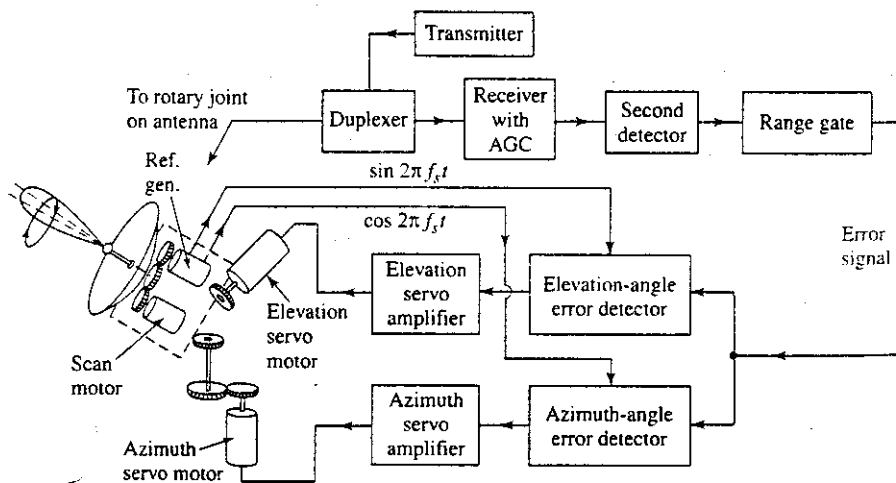 Transmitter
To rotary joint
on antenna
Duplexer
Receiver
with
AGC
Second
detector
Range gate
Ref.
gen.
sin 2π fₛt
cos 2π fₛt
Error
signal
Elevation
servo
amplifier
Elevation-angle
error detector
Elevation
servo
motor
Scan
motor
Azimuth
servo
amplifier
Azimuth-angle
error detector
Azimuth
servo motor